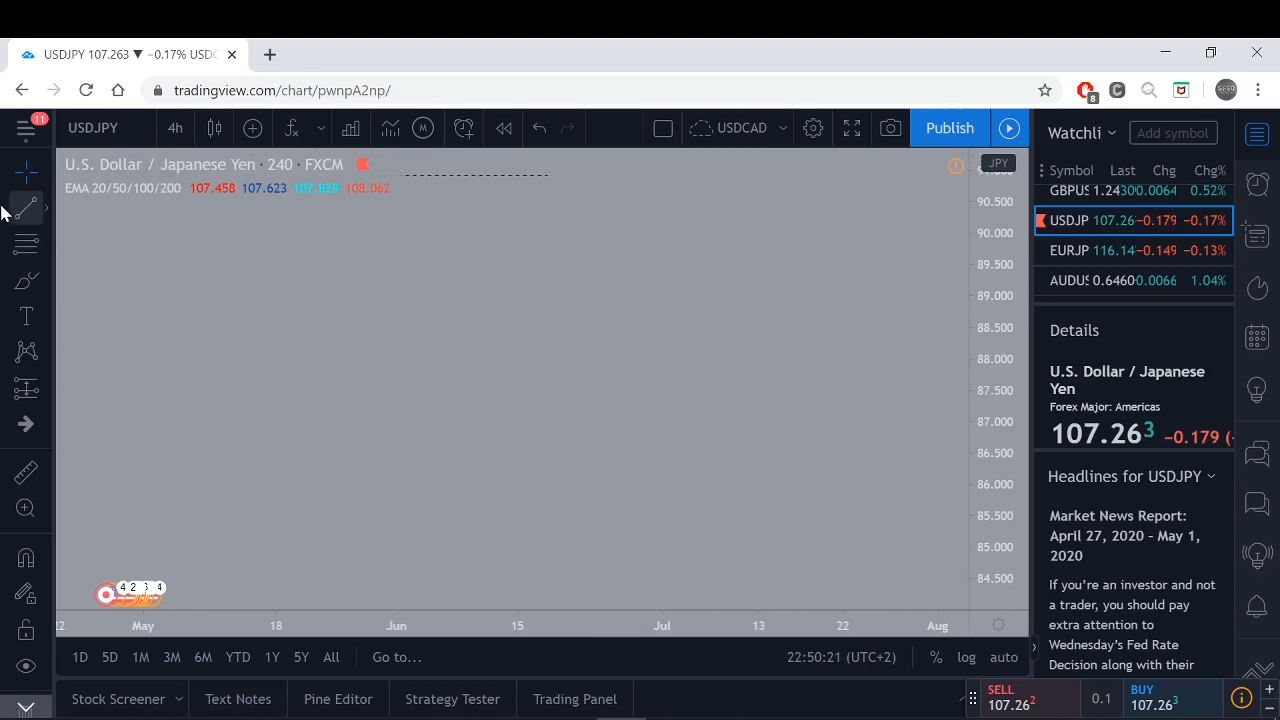 USDJPY 107.263 ▼ −0.17% USDC
tradingview.com/chart/pwnpA2np/
8
11
USDJPY
4h
M
USDCAD
Publish
Watchli
Add symbol
U.S. Dollar / Japanese Yen · 240 · FXCM
JPY
EMA 20/50/100/200 107.458 107.623 107.829 108.062
Symbol Last Chg Chg%
GBPUS 1.24300.0064 0.52%
USDJP 107.26−0.179 −0.17%
EURJP 116.14−0.149 −0.13%
AUDUS 0.64600.0066 1.04%
90.500
90.000
89.500
89.000
88.500
88.000
87.500
87.000
86.500
86.000
85.500
85.000
84.500
Details
U.S. Dollar / Japanese
Yen
Forex Major: Americas
107.263 −0.179 (
Headlines for USDJPY
Market News Report:
April 27, 2020 - May 1,
2020
If you're an investor and not
a trader, you should pay
extra attention to
Wednesday's Fed Rate
Decision along with their
22 May 18 Jun 15 Jul 13 22 Aug
1D 5D 1M 3M 6M YTD 1Y 5Y All Go to... 22:50:21 (UTC+2) % log auto
Stock Screener Text Notes Pine Editor Strategy Tester Trading Panel
SELL
107.262
0.1
BUY
107.263